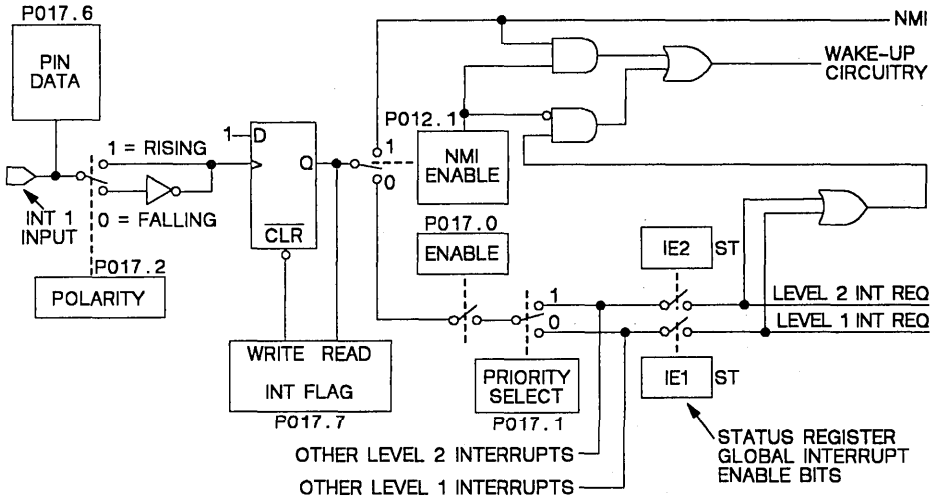 P017.6
PIN
DATA
INT 1
INPUT
1 = RISING
0 = FALLING
P017.2
POLARITY
1
D
Q
CLR
WRITE READ
INT FLAG
P017.7
1
0
P012.1
NMI
ENABLE
P017.0
ENABLE
1
0
PRIORITY
SELECT
P017.1
NMI
WAKE-UP
CIRCUITRY
IE2 ST
LEVEL 2 INT REQ
LEVEL 1 INT REQ
IE1 ST
STATUS REGISTER
GLOBAL INTERRUPT
ENABLE BITS
OTHER LEVEL 2 INTERRUPTS
OTHER LEVEL 1 INTERRUPTS